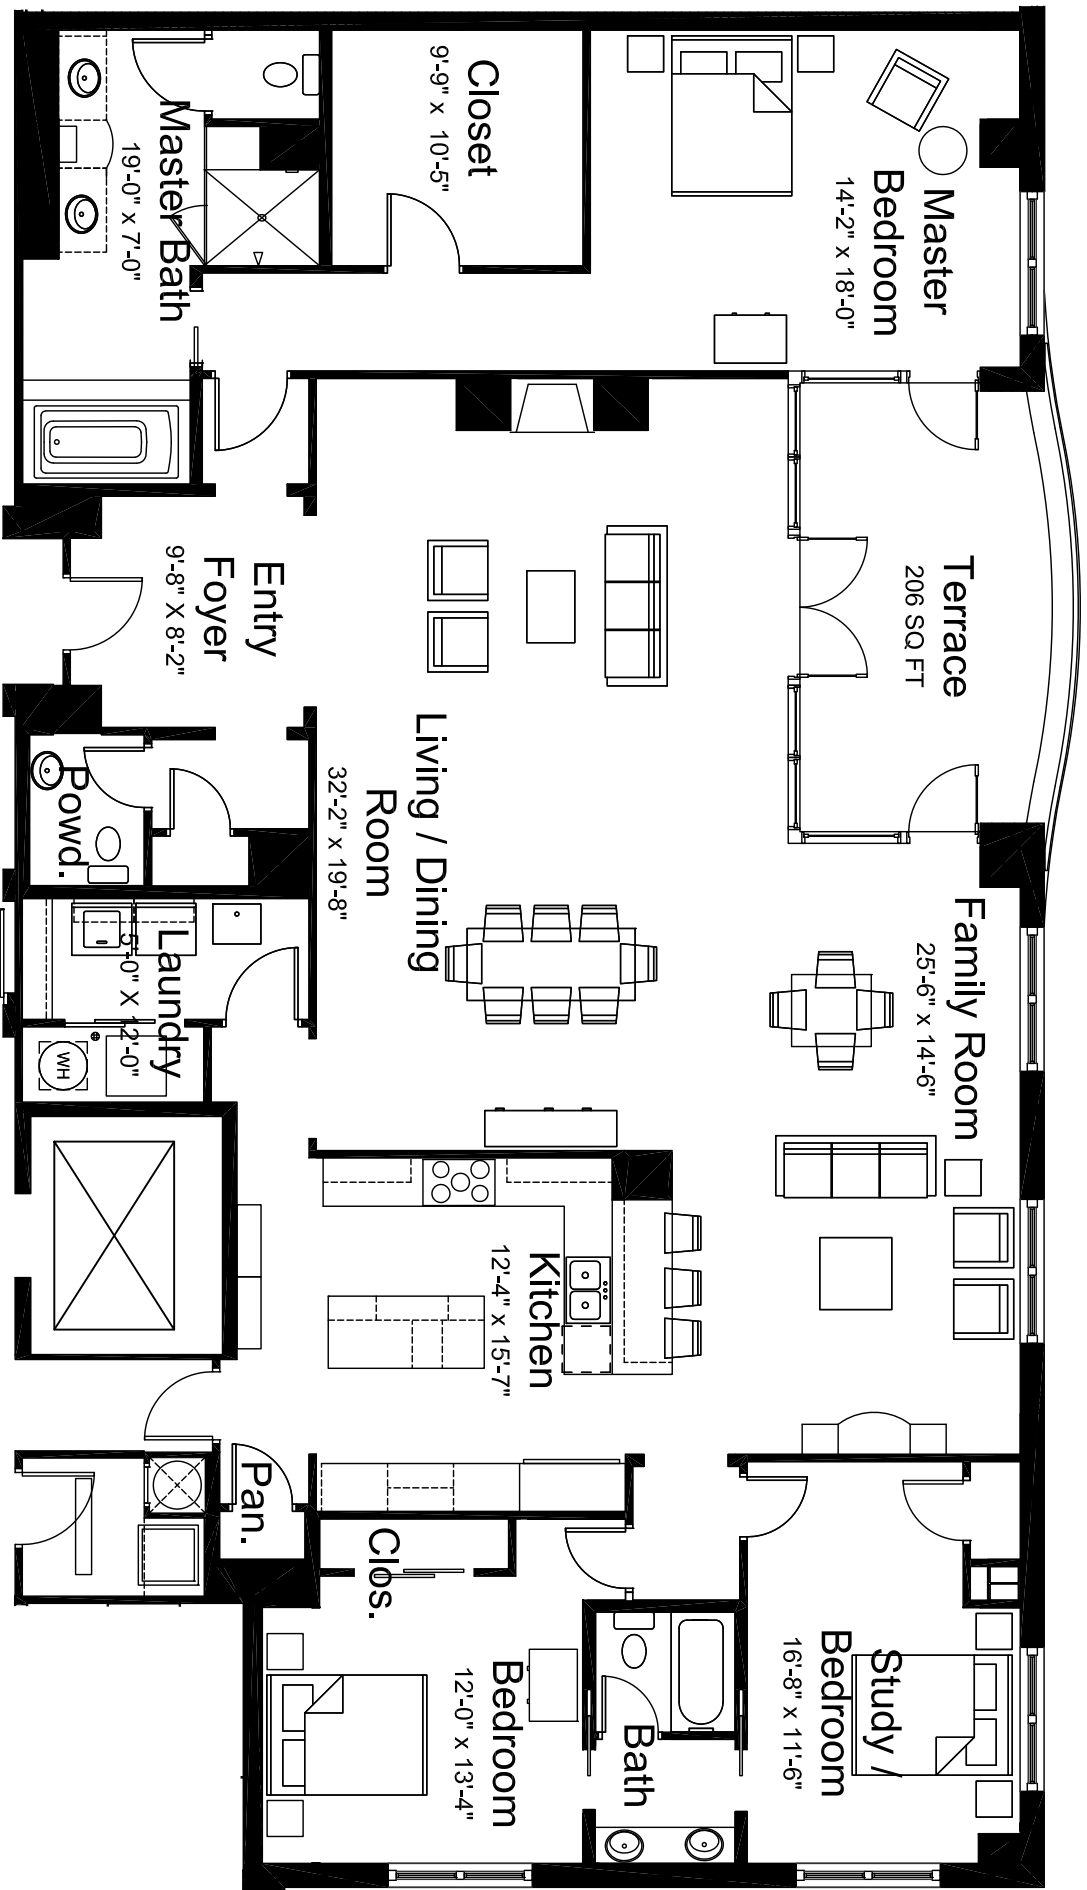 Master
Bedroom
14'-2" x 18'-0"
Closet
9'-9" x 10'-5"
Master Bath
19'-0" x 7'-0"
Terrace
206 SQ FT
Entry
Foyer
9'-8" X 8'-2"
Living / Dining
Room
32'-2" x 19'-8"
Powd.
Family Room
25'-6" x 14'-6"
Laundry
5'-0" X 12'-0"
WH
Kitchen
12'-4" x 15'-7"
Pan.
Clos.
Study /
Bedroom
16'-8" x 11'-6"
Bedroom
12'-0" x 13'-4"
Bath